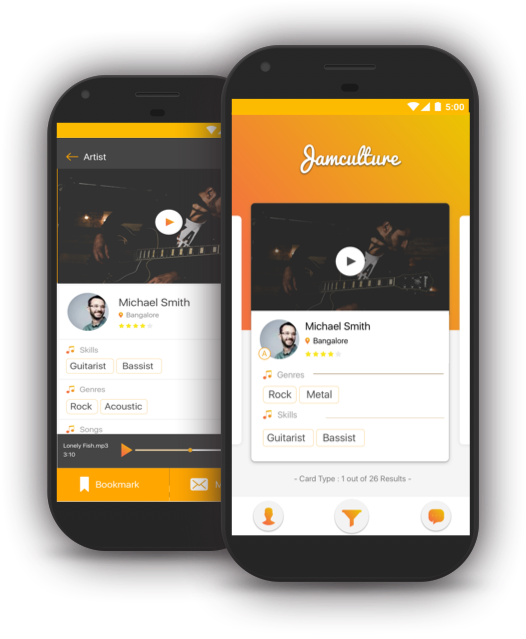 Artist
Michael Smith
Bangalore
Skills
Guitarist Bassist
Genres
Rock Acoustic
Songs
Lonely Fish.mp3
3:10
Bookmark
5:00
Jamculture
Michael Smith
Bangalore
A
Genres
Rock Metal
Skills
Guitarist Bassist
- Card Type : 1 out of 26 Results -